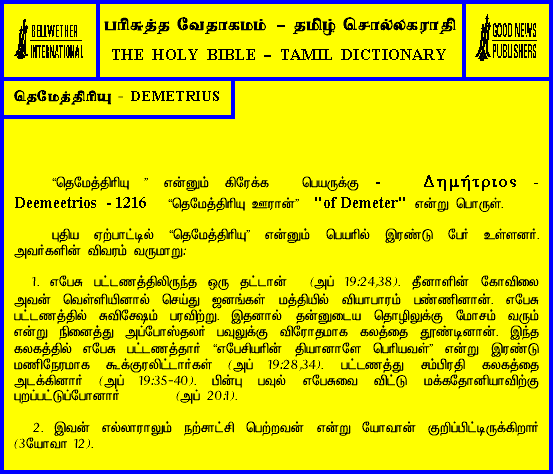 BELLWETHER
INTERNATIONAL
பரிசுத்த வேதாகமம் – தமிழ் சொல்லகராதி
THE HOLY BIBLE – TAMIL DICTIONARY
GOOD NEWS
PUBLISHERS
தெமேத்திரியு - DEMETRIUS
“தெமேத்திரியு ” என்னும் கிரேக்க பெயருக்கு - Δημήτριος -
Deemeetrios - 1216 “தெமேத்திரியு ஊரான்” "of Demeter" என்று பொருள்.
புதிய ஏற்பாட்டில் “தெமேத்திரியு” என்னும் பெயரில் இரண்டு பேர் உள்ளனர்.
அவர்களின் விவரம் வருமாறு:
1. எபேசு பட்டணத்திலிருந்த ஒரு தட்டான் (அப் 19:24,38). தீனாளின் கோவிலை
அவன் வெள்ளியினால் செய்து ஜனங்கள் மத்தியில் வியாபாரம் பண்ணினான். எபேசு
பட்டணத்தில் சுவிசேஷம் பரவிற்று. இதனால் தன்னுடைய தொழிலுக்கு மோசம் வரும்
என்று நினைத்து அப்போஸ்தலர் பவுலுக்கு விரோதமாக கலத்தை தூண்டினான். இந்த
கலகத்தில் எபேசு பட்டணத்தார் “எபேசியரின் தியானாளே பெரியவள்” என்று இரண்டு
மணிநேரமாக கூக்குரலிட்டார்கள் (அப் 19:28,34). பட்டணத்து சம்பிரதி கலகத்தை
அடக்கினார் (அப் 19:35-40). பின்பு பவுல் எபேசுவை விட்டு மக்கதோனியாவிற்கு
புறப்பட்டுப்போனார் (அப் 20:1).
2. இவன் எல்லாராலும் நற்சாட்சி பெற்றவன் என்று யோவான் குறிப்பிட்டிருக்கிறார்
(3யோவா 12).